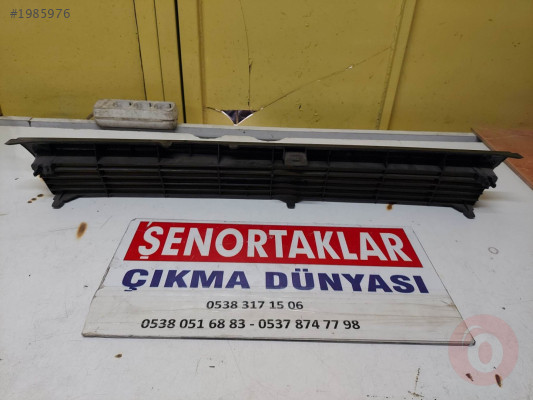 #1985976
ŞENORTAKLAR
ÇIKMA DÜNYASI
0538 317 15 06
0538 051 68 83 - 0537 874 77 98